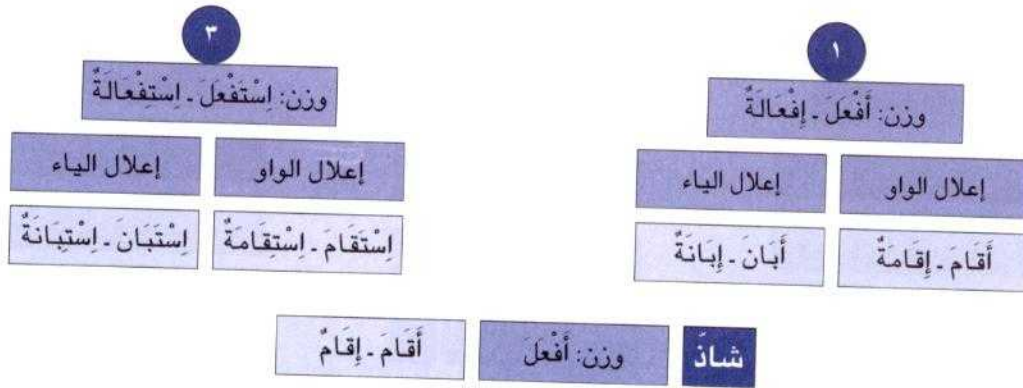 ١
وزن: أَفْعَلَ - إِفْعَالَةٌ
إعلال الواو
إعلال الياء
أَقَامَ - إِقَامَةٌ
أَبَانَ - إِبَانَةٌ
٣
وزن: اِسْتَفْعَلَ - اِسْتِفْعَالَةٌ
إعلال الواو
إعلال الياء
اِسْتَقَامَ - اِسْتِقَامَةٌ
اِسْتَبَانَ - اِسْتِبَانَةٌ
شاذّ
وزن: أَفْعَلَ
أَقَامَ - إِقَامٌ